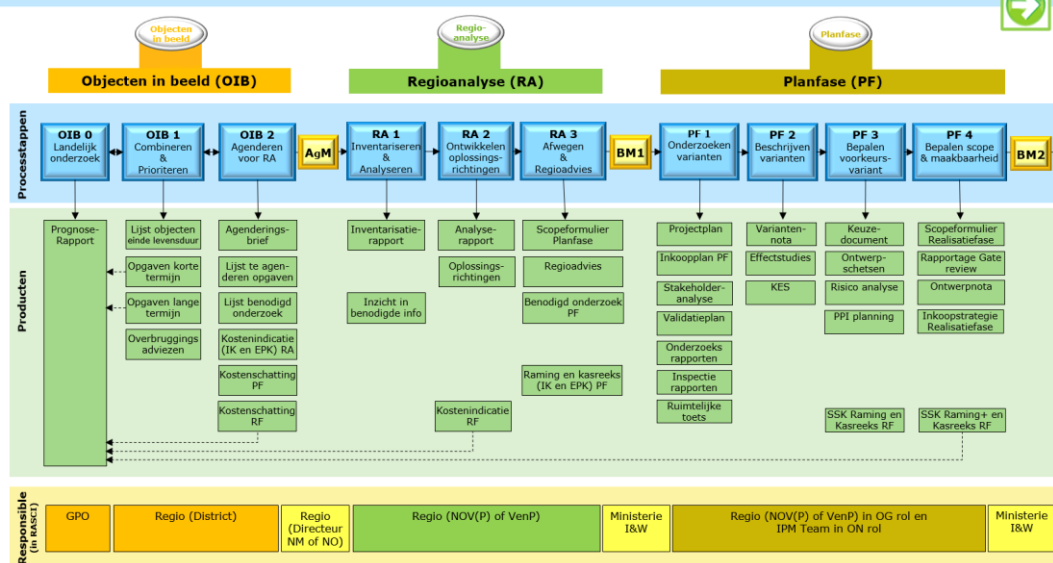 Objecten
in beeld
Regio-
analyse
Planfase
Objecten in beeld (OIB)
Regioanalyse (RA)
Planfase (PF)
Processtappen
OIB 0
Landelijk
onderzoek
OIB 1
Combineren
&
Prioriteren
OIB 2
Agenderen
voor RA
AgM
RA 1
Inventariseren
&
Analyseren
RA 2
Ontwikkelen
oplossings-
richtingen
RA 3
Afwegen
&
Regioadvies
BM1
PF 1
Onderzoeken
varianten
PF 2
Beschrijven
varianten
PF 3
Bepalen
voorkeurs-
variant
PF 4
Bepalen scope
& maakbaarheid
BM2
Producten
Prognose-
Rapport
Lijst objecten
einde levensduur
Opgaven korte
termijn
Opgaven lange
termijn
Overbruggings
adviezen
Agenderings-
brief
Lijst te agen-
deren opgaven
Lijst benodigd
onderzoek
Kostenindicatie
(IK en EPK) RA
Kostenschatting
PF
Kostenschatting
RF
Inventarisatie-
rapport
Inzicht in
benodigde info
Analyse-
rapport
Oplossings-
richtingen
Kostenindicatie
RF
Scopeformulier
Planfase
Regioadvies
Benodigd onderzoek
PF
Raming en kasreeks
(IK en EPK) PF
Projectplan
Inkoopplan PF
Stakeholder-
analyse
Validatieplan
Onderzoeks
rapporten
Inspectie
rapporten
Ruimtelijke
toets
Varianten-
nota
Effectstudies
KES
Keuze-
document
Ontwerp-
schetsen
Risico analyse
PPI planning
SSK Raming en
Kasreeks RF
Scopeformulier
Realisatiefase
Rapportage Gate
review
Ontwerpnota
Inkoopstrategie
Realisatiefase
SSK Raming+ en
Kasreeks RF
Responsible
(in RASCI)
GPO
Regio (District)
Regio
(Directeur
NM of NO)
Regio (NOV(P) of VenP)
Ministerie
I&W
Regio (NOV(P) of VenP) in OG rol en
IPM Team in ON rol
Ministerie
I&W